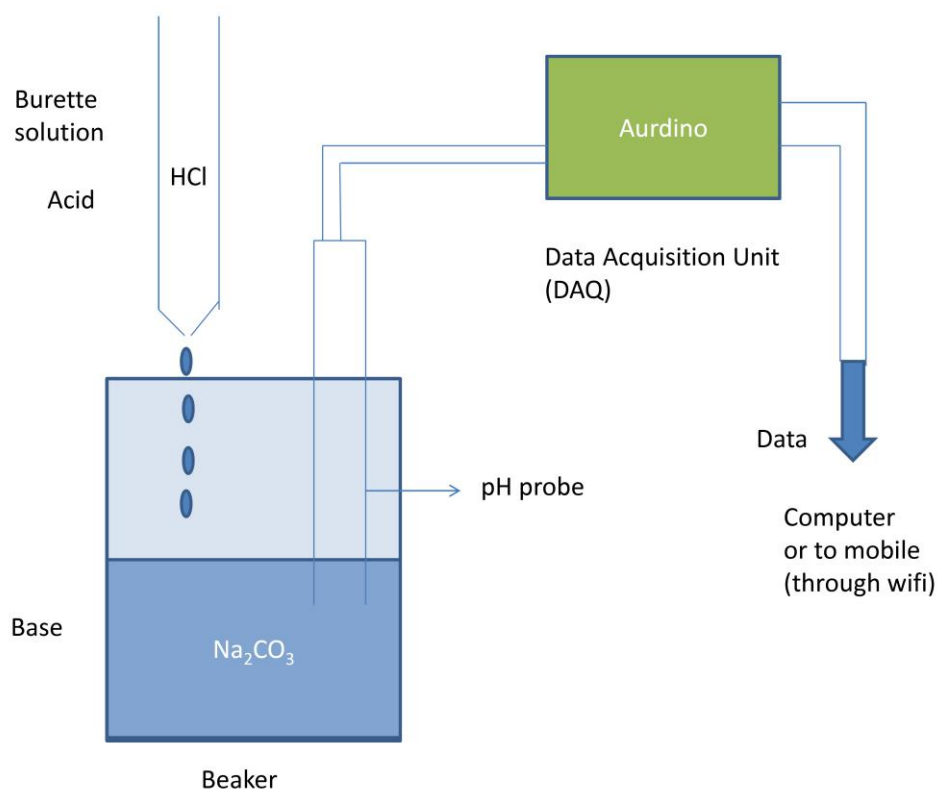 Burette
solution
Acid
HCl
Aurdino
Data Acquisition Unit
(DAQ)
Data
pH probe
Computer
or to mobile
(through wifi)
Base
Na₂CO₃
Beaker